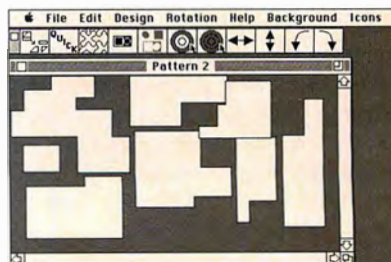 File Edit Design Rotation Help Background Icons
QUICK
Pattern 2